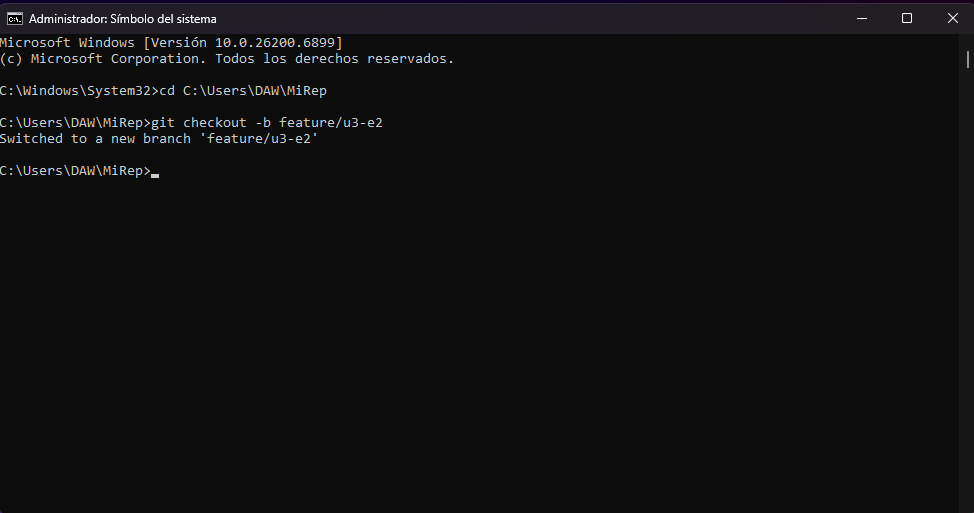 Administrador: Símbolo del sistema
Microsoft Windows [Versión 10.0.26200.6899]
(c) Microsoft Corporation. Todos los derechos reservados.
C:\Windows\System32>cd C:\Users\DAW\MiRep
C:\Users\DAW\MiRep>git checkout -b feature/u3-e2
Switched to a new branch 'feature/u3-e2'
C:\Users\DAW\MiRep>